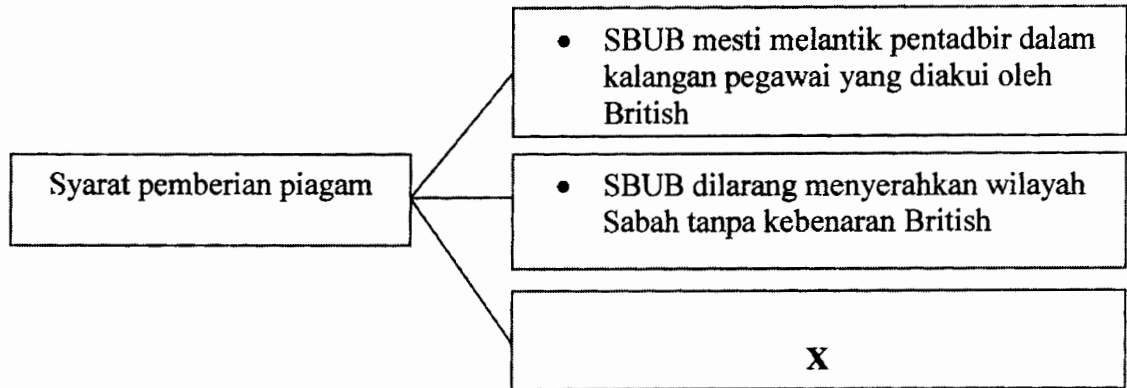 • SBUB mesti melantik pentadbir dalam
kalangan pegawai yang diakui oleh
British
Syarat pemberian piagam
• SBUB dilarang menyerahkan wilayah
Sabah tanpa kebenaran British
X